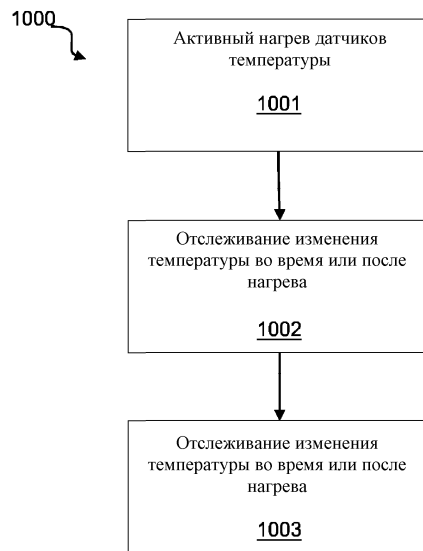 1000
Активный нагрев датчиков
температуры
1001
Отслеживание изменения
температуры во время или после
нагрева
1002
Отслеживание изменения
температуры во время или после
нагрева
1003